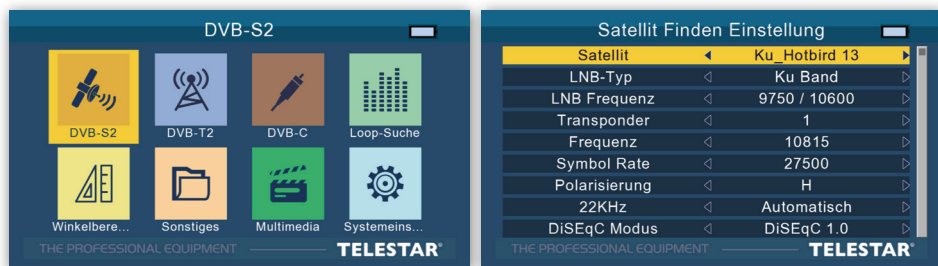 DVB-S2
DVB-S2 DVB-T2 DVB-C Loop-Suche
Winkelbere... Sonstiges Multimedia Systemeins...
THE PROFESSIONAL EQUIPMENT TELESTAR®
Satellit Finden Einstellung
Satellit Ku_Hotbird 13
LNB-Typ Ku Band
LNB Frequenz 9750 / 10600
Transponder 1
Frequenz 10815
Symbol Rate 27500
Polarisierung H
22KHz Automatisch
DiSEqC Modus DiSEqC 1.0
THE PROFESSIONAL EQUIPMENT TELESTAR®